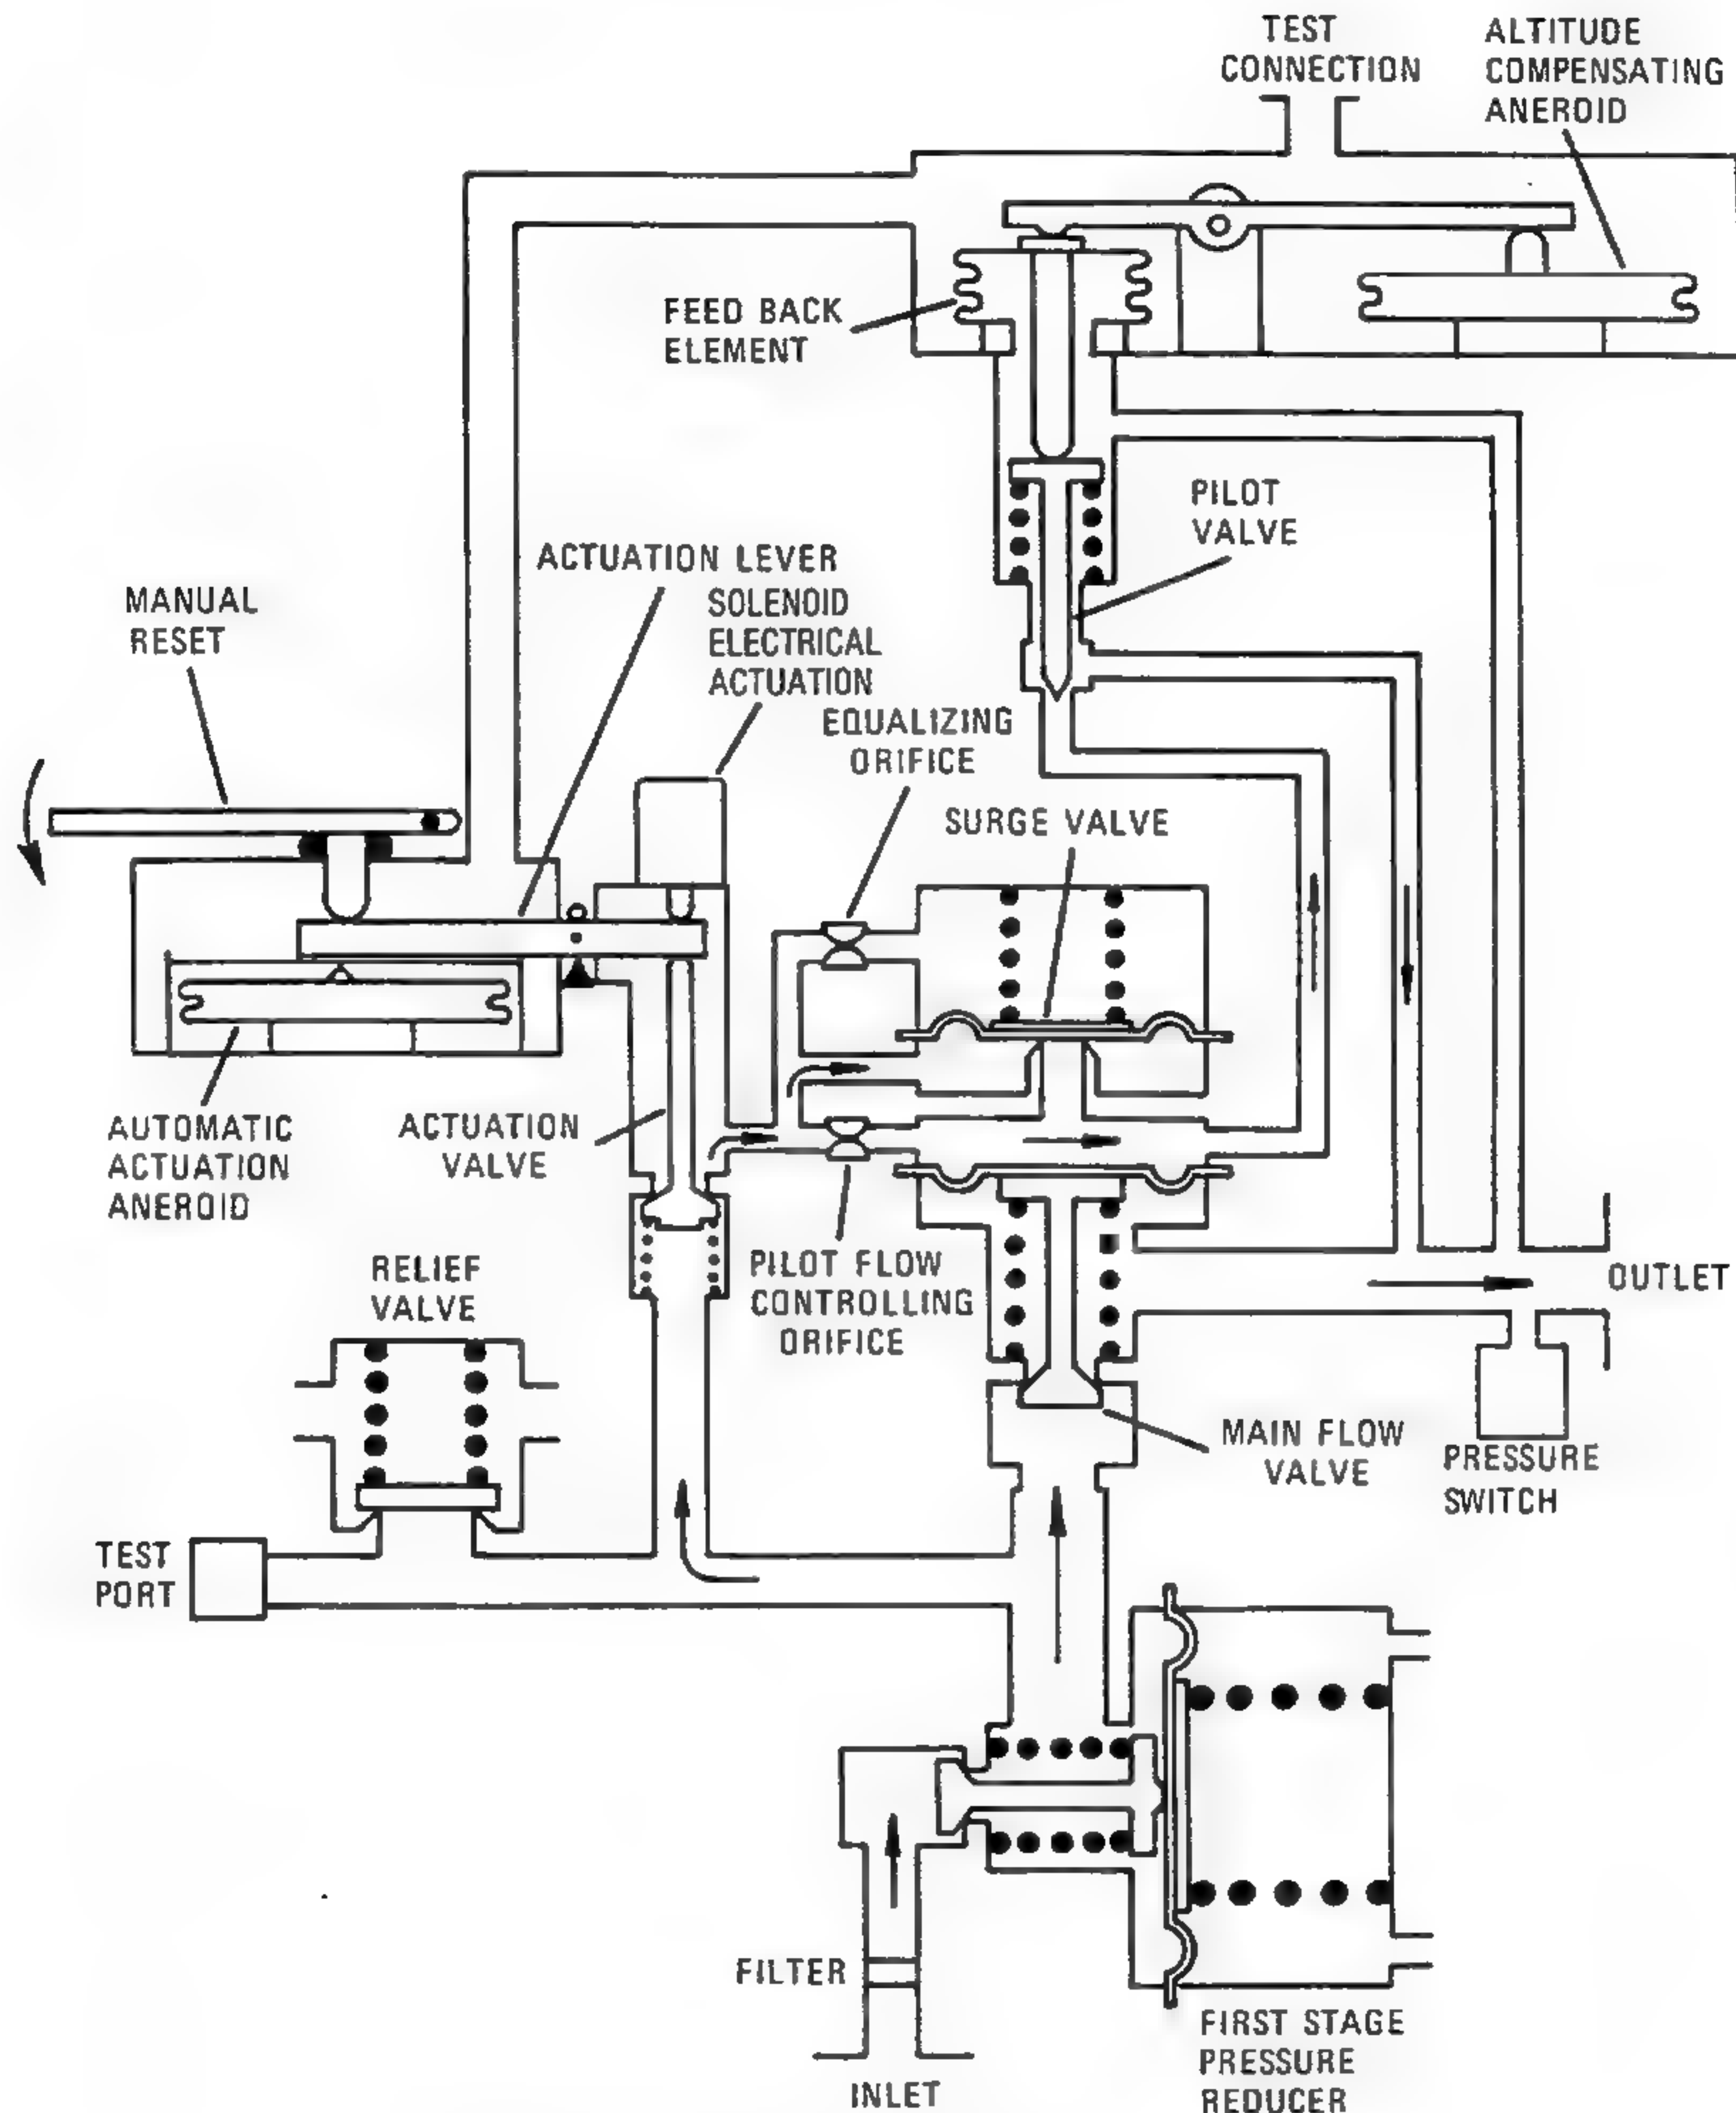 TEST
CONNECTION
ALTITUDE
COMPENSATING
ANEROID
FEED BACK
ELEMENT
PILOT
VALVE
ACTUATION LEVER
SOLENOID
ELECTRICAL
ACTUATION
MANUAL
RESET
EQUALIZING
ORIFICE
SURGE VALVE
AUTOMATIC
ACTUATION
ANEROID
ACTUATION
VALVE
PILOT FLOW
CONTROLLING
ORIFICE
RELIEF
VALVE
OUTLET
MAIN FLOW
VALVE
PRESSURE
SWITCH
TEST
PORT
FILTER
INLET
FIRST STAGE
PRESSURE
REDUCER